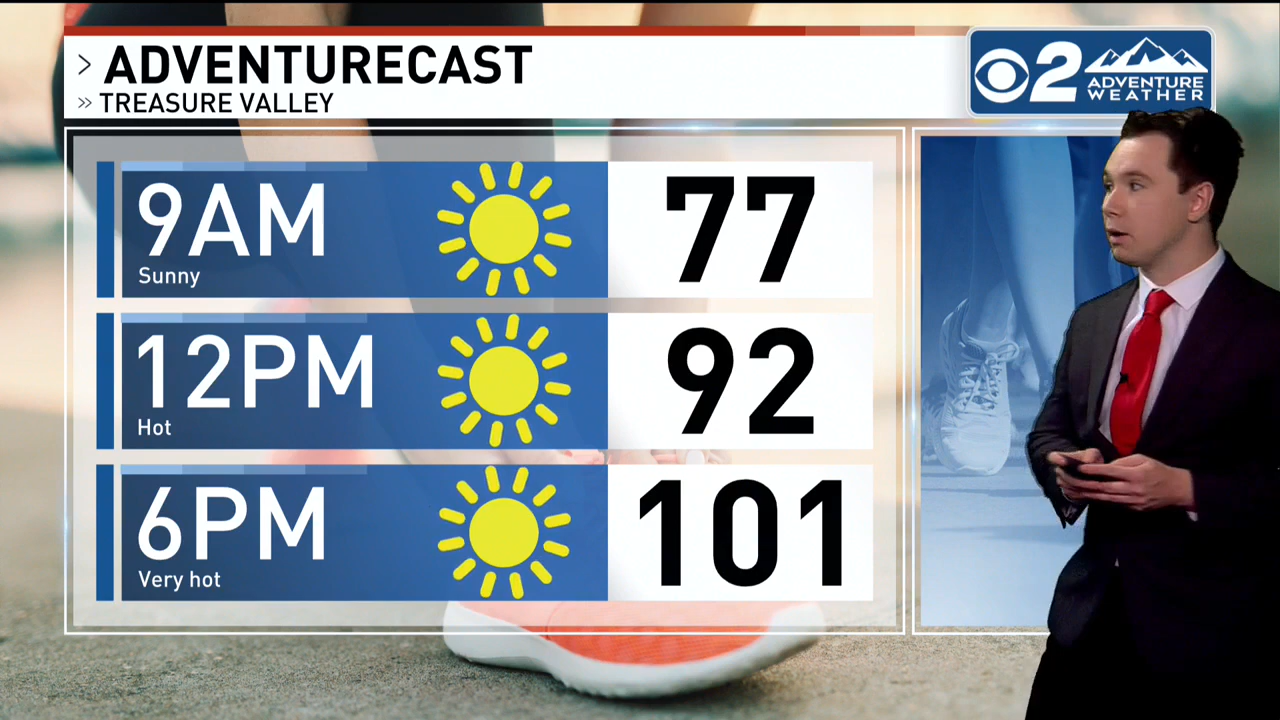 > ADVENTURECAST
» TREASURE VALLEY
2
ADVENTURE
WEATHER
9AM
Sunny
77
12PM
Hot
92
6PM
Very hot
101